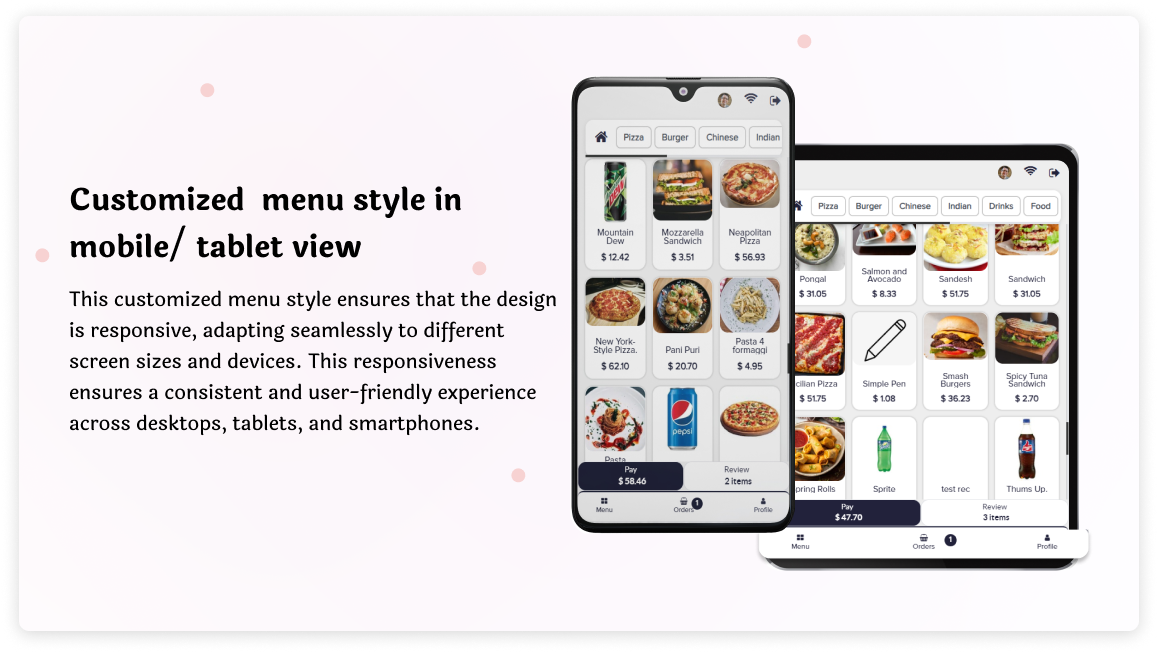 Customized menu style in
mobile/ tablet view
This customized menu style ensures that the design
is responsive, adapting seamlessly to different
screen sizes and devices. This responsiveness
ensures a consistent and user-friendly experience
across desktops, tablets, and smartphones.
Pizza Burger Chinese Indian
Mountain Dew
$ 12.42
Mozzarella Sandwich
$ 3.51
Neapolitan Pizza
$ 56.93
New York-Style Pizza.
$ 62.10
Pani Puri
$ 20.70
Pasta 4 formaggi
$ 4.95
pepsi
Pasta
Pay
$ 58.46
Review
2 items
Menu
Orders
1
Profile
Pizza Burger Chinese Indian Drinks Food
Pongal
$ 31.05
Salmon and Avocado
$ 8.33
Sandesh
$ 51.75
Sandwich
$ 31.05
cilian Pizza
$ 51.75
Simple Pen
$ 1.08
Smash Burgers
$ 36.23
Spicy Tuna Sandwich
$ 2.70
pring Rolls
Sprite
test rec
Thums Up.
Pay
$ 47.70
Review
3 items
Menu
Orders
1
Profile